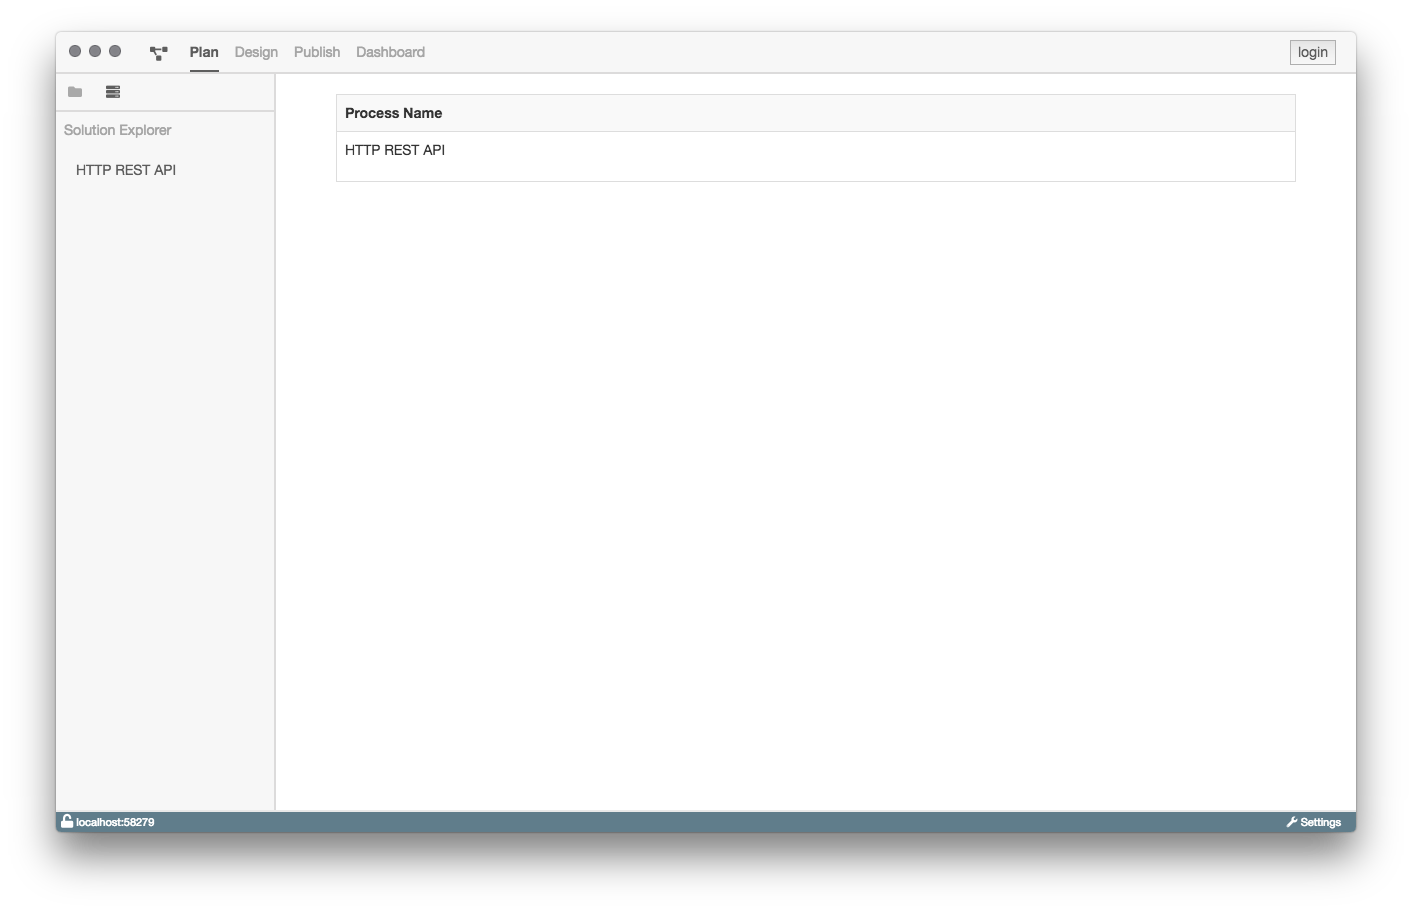 Plan Design Publish Dashboard login
Solution Explorer
HTTP REST API
Process Name
HTTP REST API
localhost:58279 Settings